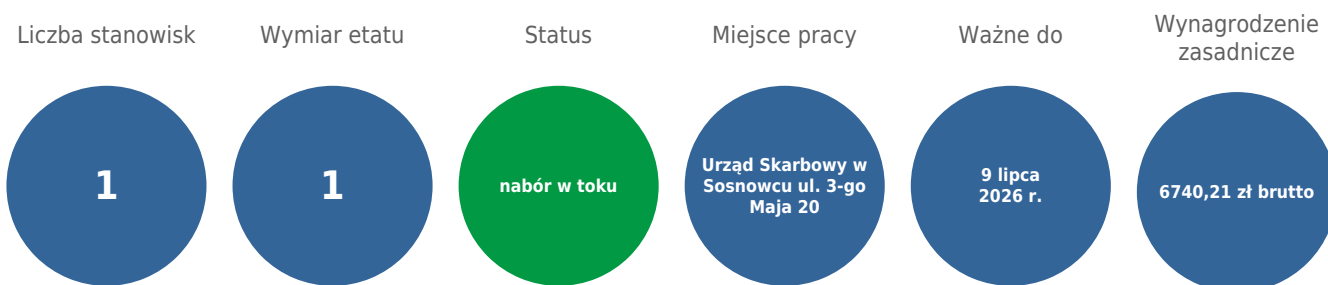 Liczba stanowisk
1
Wymiar etatu
1
Status
nabór w toku
Miejsce pracy
Urząd Skarbowy w
Sosnowcu ul. 3-go
Maja 20
Ważne do
9 lipca
2026 r.
Wynagrodzenie
zasadnicze
6740,21 zł brutto